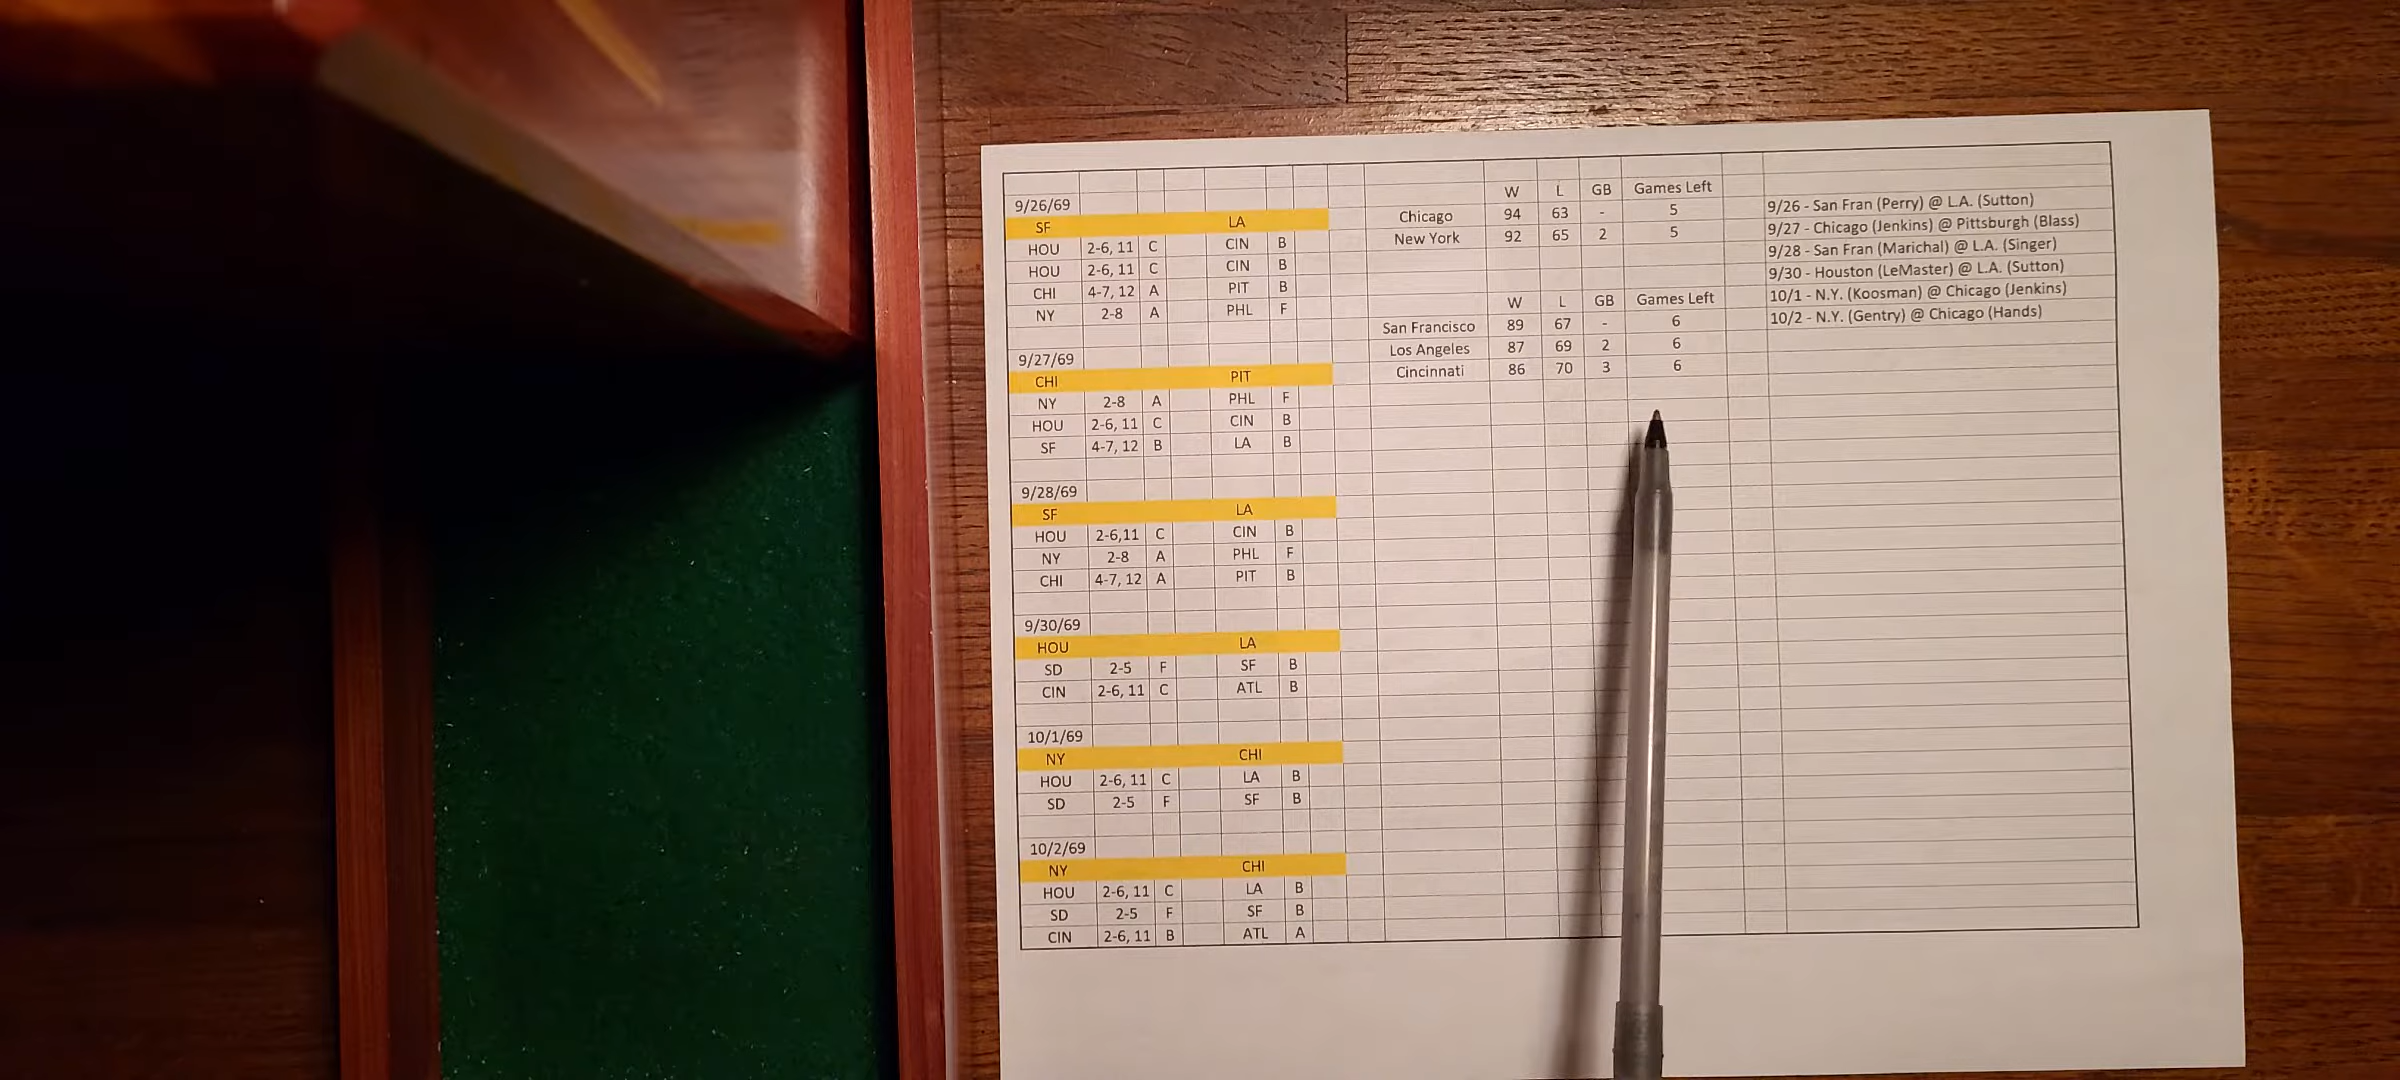 9/26/69
SF LA
HOU 2-6, 11 C CIN B
HOU 2-6, 11 C CIN B
CHI 4-7, 12 A PIT B
NY 2-8 A PHL F
9/27/69
CHI PIT
NY 2-8 A PHL F
HOU 2-6, 11 C CIN B
SF 4-7, 12 B LA B
9/28/69
SF LA
HOU 2-6,11 C CIN B
NY 2-8 A PHL F
CHI 4-7, 12 A PIT B
9/30/69
HOU LA
SD 2-5 F SF B
CIN 2-6, 11 C ATL B
10/1/69
NY CHI
HOU 2-6, 11 C LA B
SD 2-5 F SF B
10/2/69
NY CHI
HOU 2-6, 11 C LA B
SD 2-5 F SF B
CIN 2-6, 11 B ATL A
W L GB Games Left
Chicago 94 63 - 5
New York 92 65 2 5
W L GB Games Left
San Francisco 89 67 - 6
Los Angeles 87 69 2 6
Cincinnati 86 70 3 6
9/26 - San Fran (Perry) @ L.A. (Sutton)
9/27 - Chicago (Jenkins) @ Pittsburgh (Blass)
9/28 - San Fran (Marichal) @ L.A. (Singer)
9/30 - Houston (LeMaster) @ L.A. (Sutton)
10/1 - N.Y. (Koosman) @ Chicago (Jenkins)
10/2 - N.Y. (Gentry) @ Chicago (Hands)